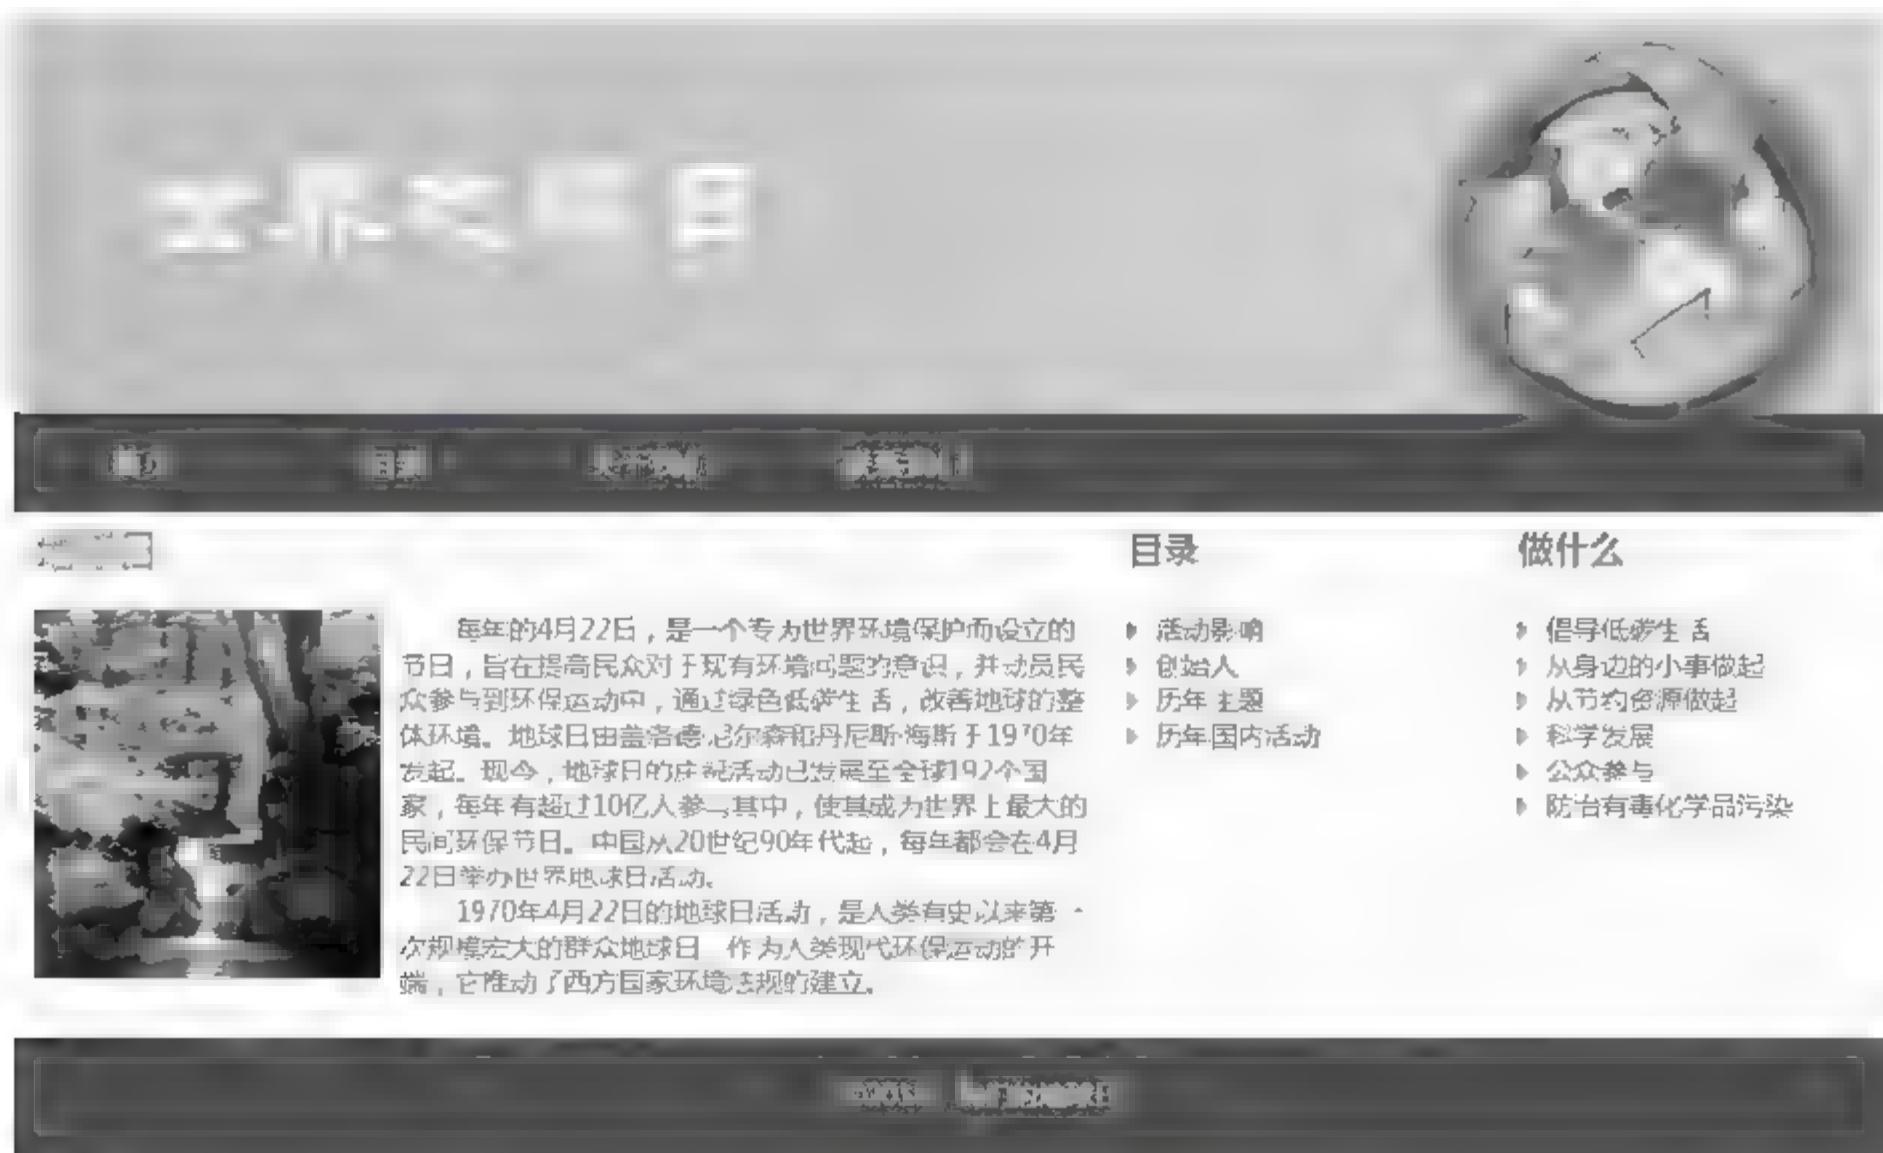 目录
做什么
每年的4月22日，是一个专为世界环境保护而设立的
节日，旨在提高民众对于现有环境问题的意识，并动员民
众参与到环保运动中，通过绿色低碳生活，改善地球的整
体环境。地球日由盖洛德·尼尔森和丹尼斯·海斯于1970年
发起。现今，地球日的庆祝活动已发展至全球192个国
家，每年有超过10亿人参与其中，使其成为世界上最大的
民间环保节日。中国从20世纪90年代起，每年都会在4月
22日举办世界地球日活动。
1970年4月22日的地球日活动，是人类有史以来第一
次规模宏大的群众地球日 作为人类现代环保运动的开
端，它推动了西方国家环境法规的建立。
活动影响
创始人
历年主题
历年国内活动
倡导低碳生活
从身边的小事做起
从节约资源做起
科学发展
公众参与
防治有毒化学品污染